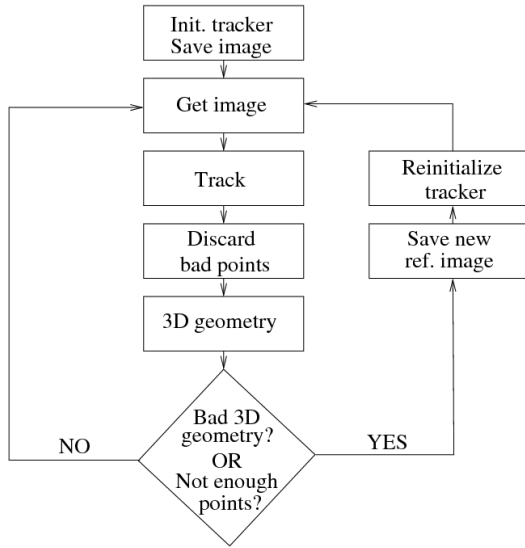 Init. tracker
Save image
Get image
Track
Discard
bad points
3D geometry
Bad 3D
geometry?
OR
Not enough
points?
NO
YES
Save new
ref. image
Reinitialize
tracker